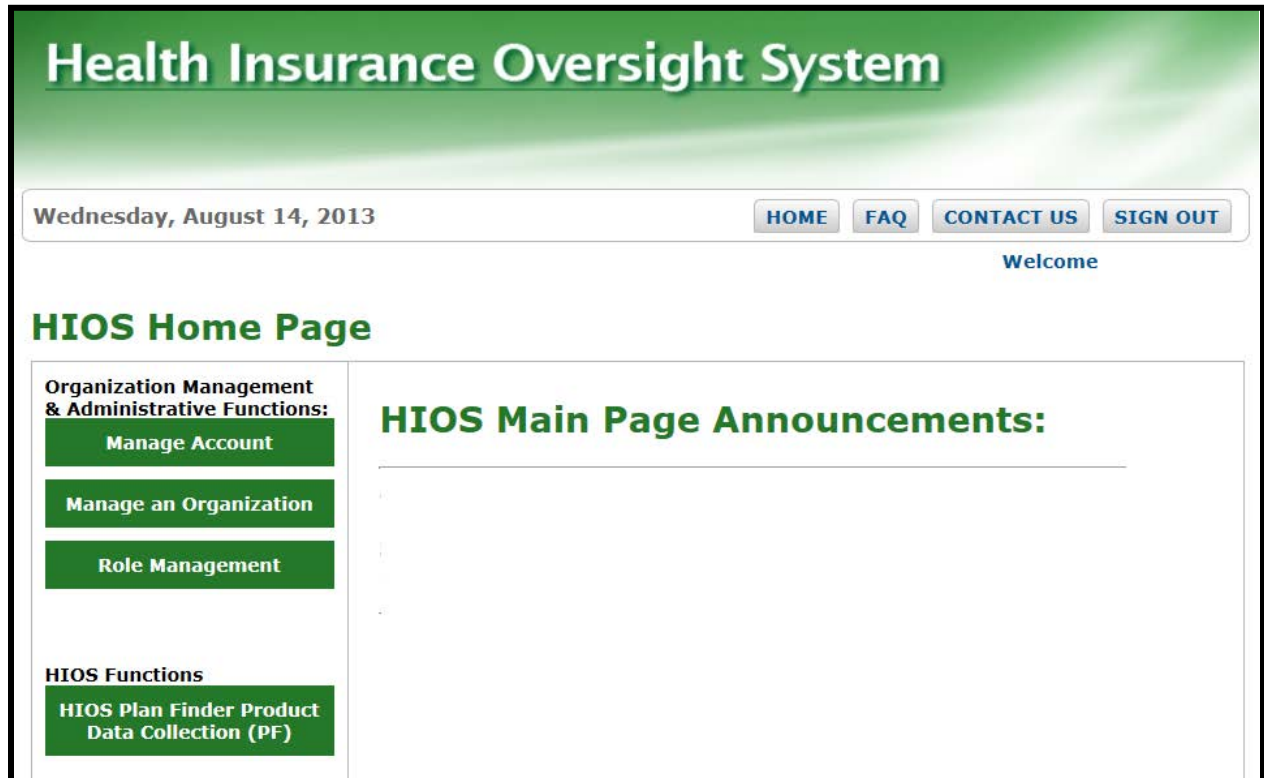 Health Insurance Oversight System
Wednesday, August 14, 2013
HOME
FAQ
CONTACT US
SIGN OUT
Welcome
HIOS Home Page
Organization Management
& Administrative Functions:
Manage Account
Manage an Organization
Role Management
HIOS Functions
HIOS Plan Finder Product
Data Collection (PF)
HIOS Main Page Announcements: